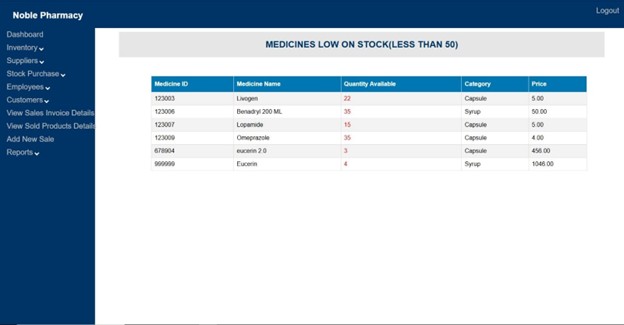 Noble Pharmacy
Logout
Dashboard
Inventory
Suppliers
Stock Purchase
Employees
Customers
View Sales Invoice Details
View Sold Products Details
Add New Sale
Reports
MEDICINES LOW ON STOCK(LESS THAN 50)
Medicine ID Medicine Name Quantity Available Category Price
123003 Livogen 22 Capsule 5.00
123006 Benadryl 200 ML 35 Syrup 50.00
123007 Lopamide 15 Capsule 5.00
123009 Omeprazole 35 Capsule 4.00
678904 eucerin 2.0 3 Capsule 456.00
999999 Eucerin 4 Syrup 1046.00